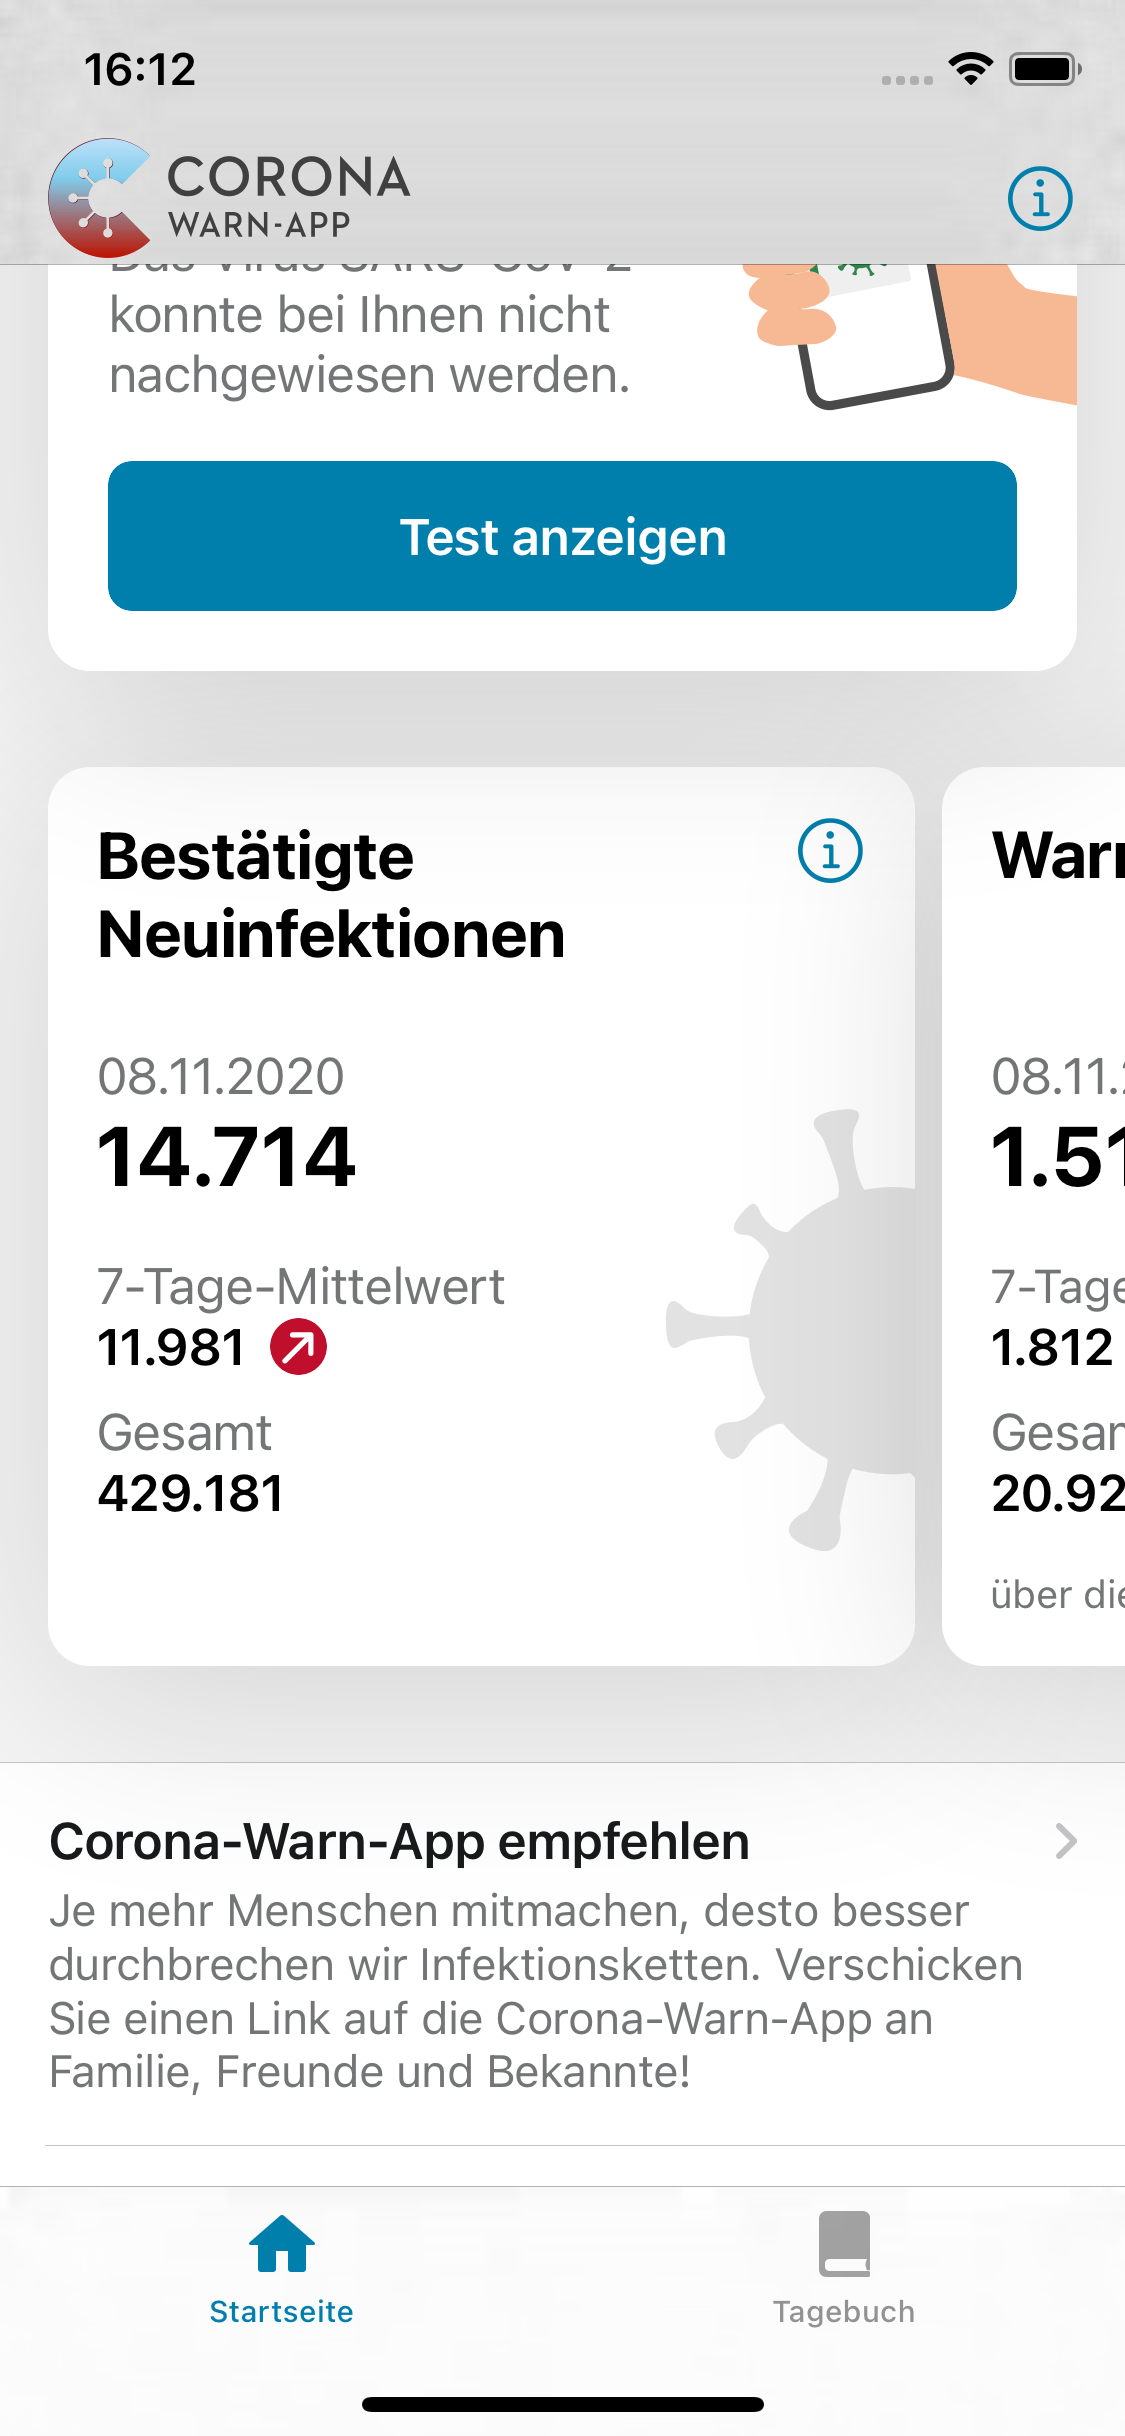 16:12
CORONA
WARN-APP
konnte bei Ihnen nicht
nachgewiesen werden.
Test anzeigen
Bestätigte
Neuinfektionen
08.11.2020
14.714
7-Tage-Mittelwert
11.981
Gesamt
429.181
08.11.
1.51
7-Tage
1.812
20.92
über die
Corona-Warn-App empfehlen
Je mehr Menschen mitmachen, desto besser
durchbrechen wir Infektionsketten. Verschicken
Sie einen Link auf die Corona-Warn-App an
Familie, Freunde und Bekannte!
Startseite
Tagebuch